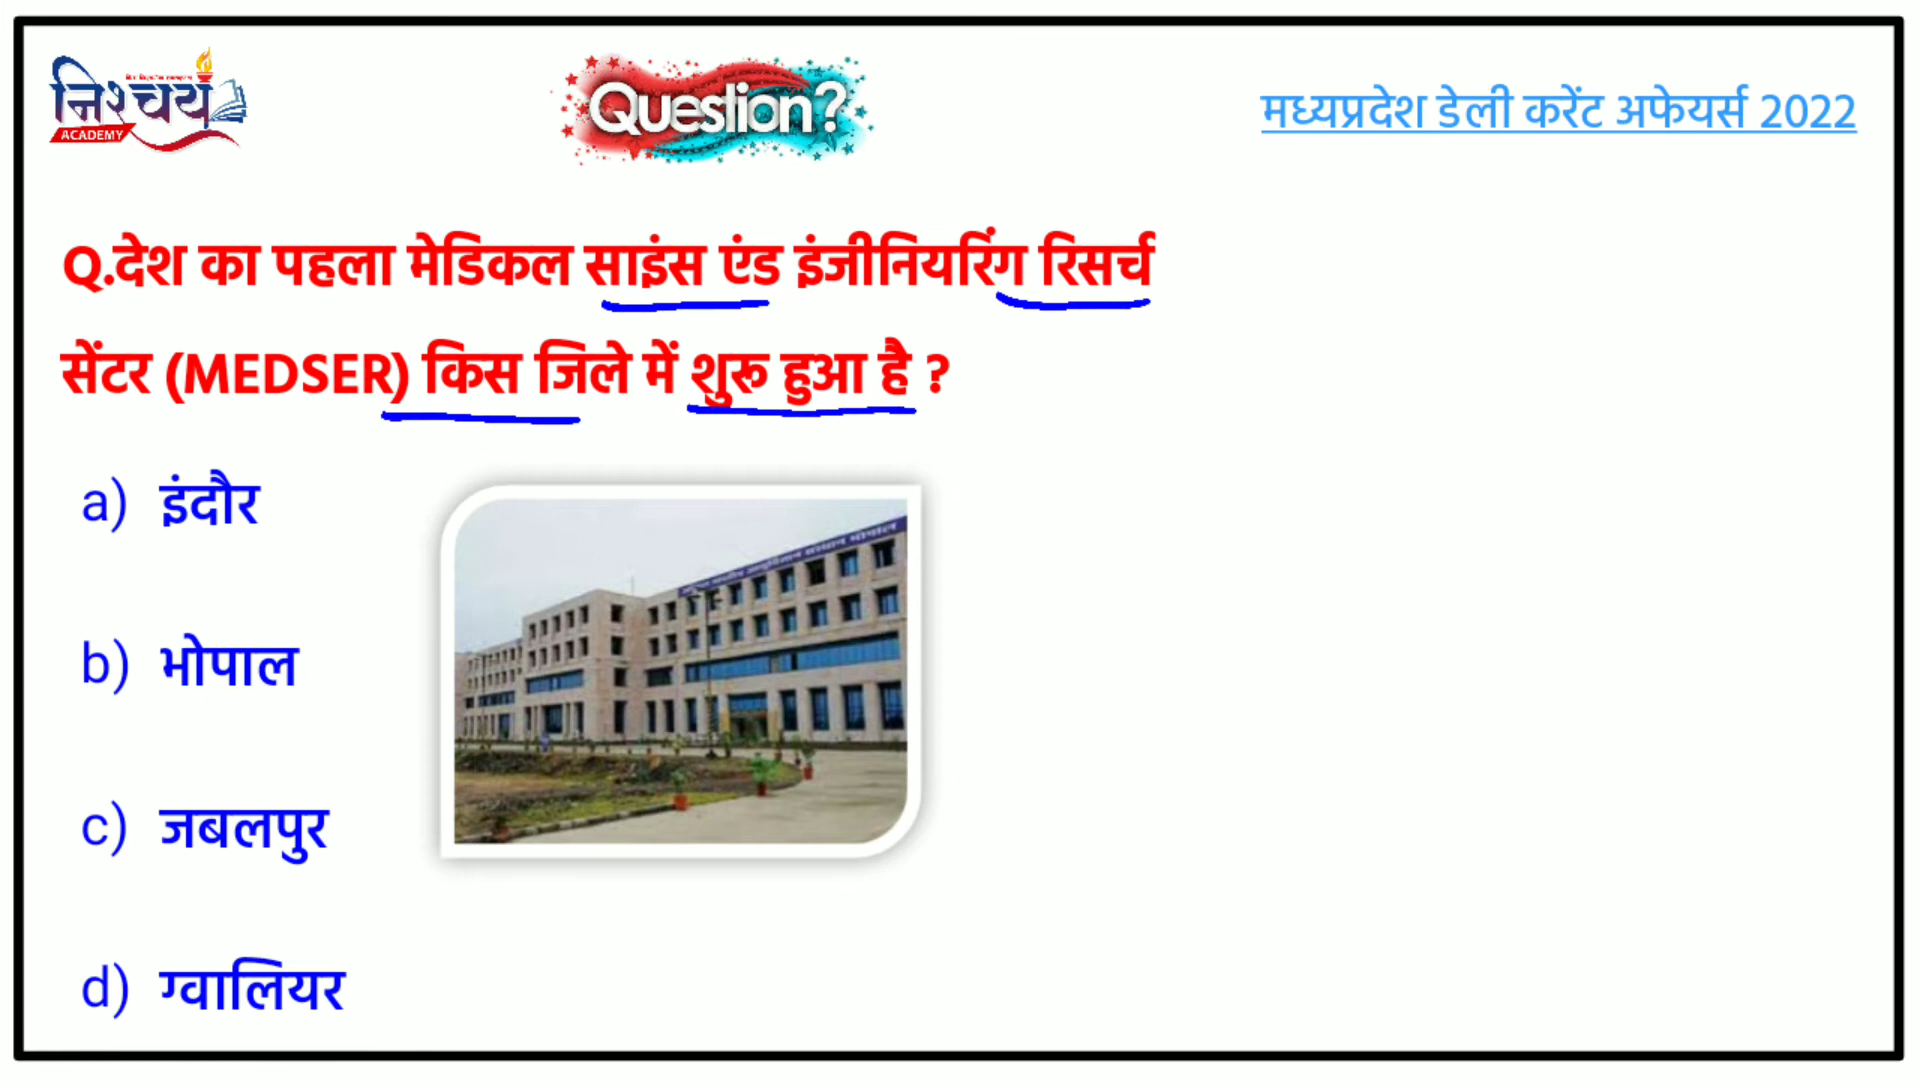 निश्चय
ACADEMY
Question?
मध्यप्रदेश डेली करेंट अफेयर्स 2022
Q.देश का पहला मेडिकल साइंस एंड इंजीनियरिंग रिसर्च
सेंटर (MEDSER) किस जिले में शुरू हुआ है ?
a) इंदौर
b) भोपाल
c) जबलपुर
d) ग्वालियर